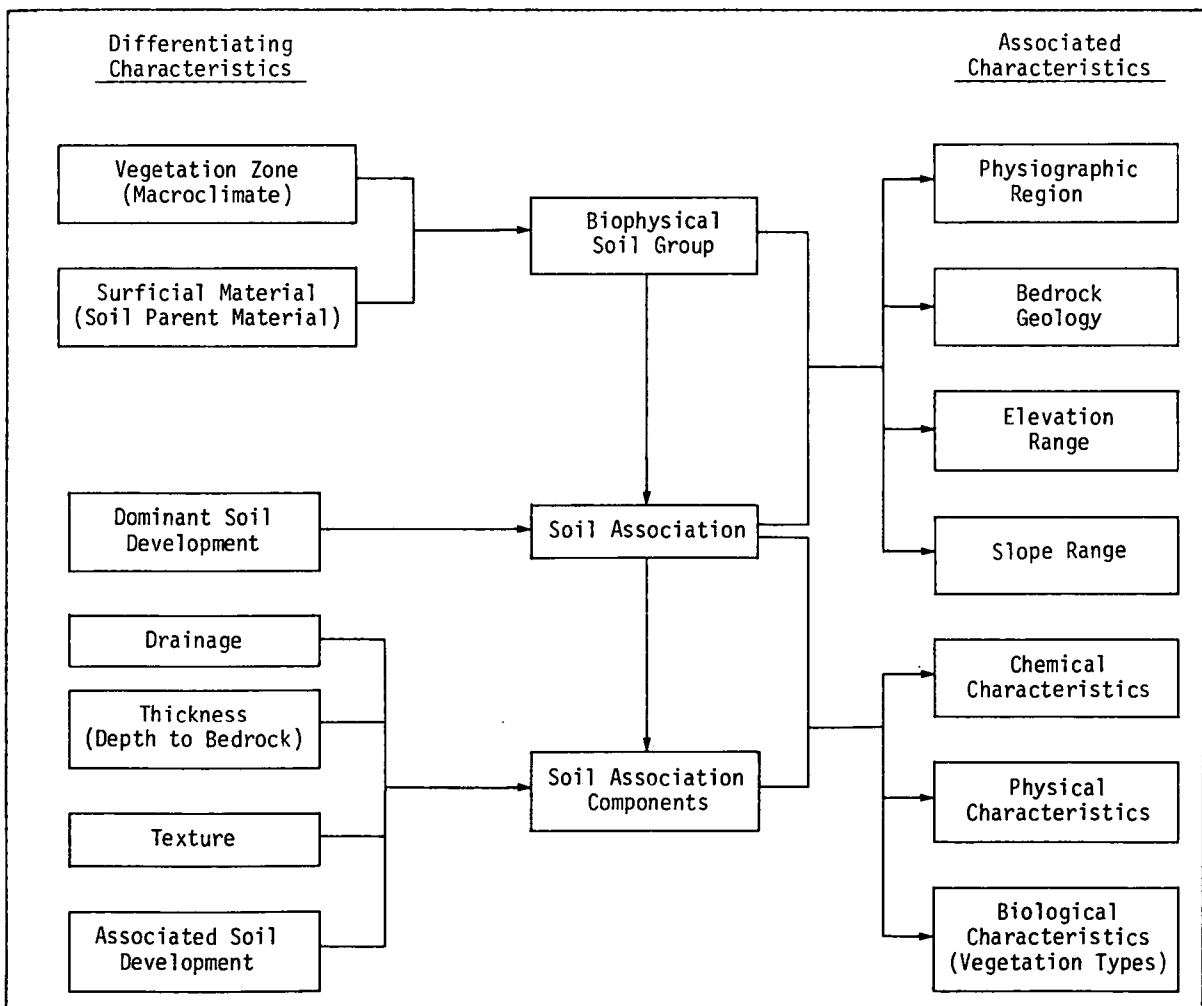 Differentiating
Characteristics
Associated
Characteristics
Vegetation Zone
(Macroclimate)
Surficial Material
(Soil Parent Material)
Dominant Soil
Development
Drainage
Thickness
(Depth to Bedrock)
Texture
Associated Soil
Development
Biophysical
Soil Group
Soil Association
Soil Association
Components
Physiographic
Region
Bedrock
Geology
Elevation
Range
Slope Range
Chemical
Characteristics
Physical
Characteristics
Biological
Characteristics
(Vegetation Types)